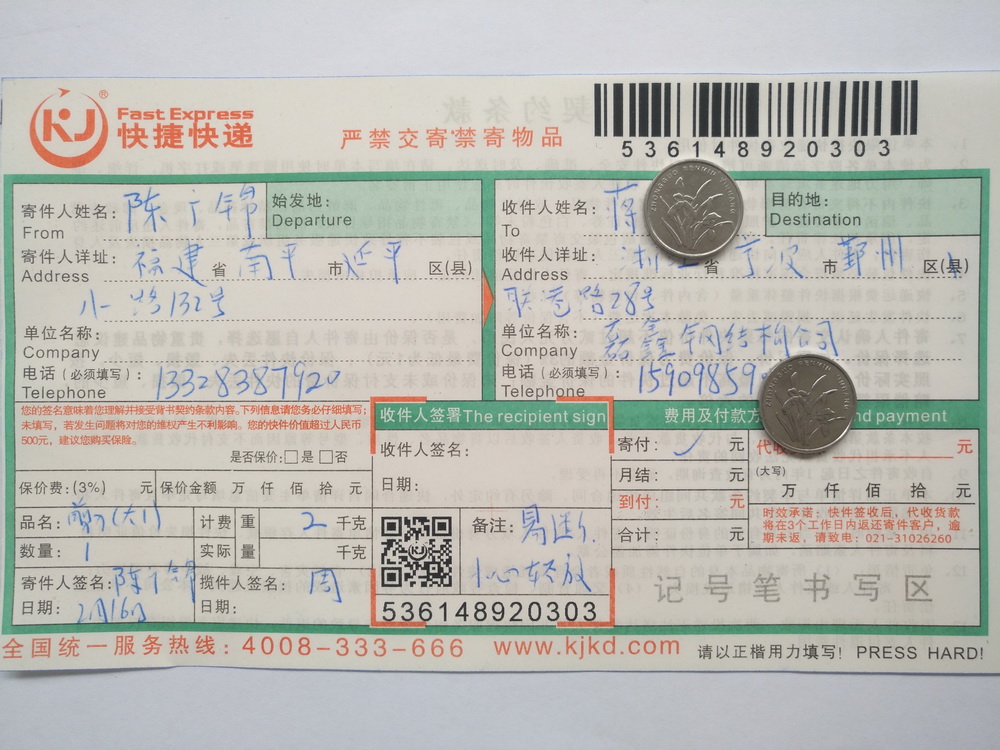 KJ®
Fast Express
快捷快递
严禁交寄禁寄物品
536148920303
寄件人姓名: 陈广锦
From
始发地:
Departure
寄件人详址: 福建 省 南平 市 延平 区(县)
Address
小路132号
单位名称:
Company
电话(必须填写): 13328387920
Telephone
收件人姓名: 蒋
To
目的地:
Destination
收件人详址: 浙江 省 宁波 市 鄞州 区(县)
Address
联道路28号
单位名称: 磊鑫钢结构公司
Company
电话(必须填写): 15909859
Telephone
您的签名意味着您理解并接受背书契约条款内容。下列信息请您务必仔细填写;
未填写,若发生问题将对您的维权产生不利影响。您的快件价值超过人民币
500元,建议您购买保险。
是否保价:□是 □否
保价费:(3%) 元 保价金额 万 仟 佰 拾 元
品名: 剪刀(大) 计费 重 2 千克
数量: 1 实际 量 千克
寄件人签名: 陈广锦 揽件人签名: 周
日期: 2月16日 日期:
收件人签署The recipient sign
收件人签名:
日期:
KJ
备注: 易断
小心轻放
536148920303
费用及付款方 nd payment
寄付: 元 代收 元
月结: 元 (大写) 万 仟 佰 拾 元
到付: 元
合计: 元
时效承诺: 快件签收后,代收货款
将在3个工作日内返还寄件客户,逾
期未返,请致电: 021-31026260
记号笔书写区
全国统一服务热线: 4008-333-666 www.kjkd.com 请以正楷用力填写! PRESS HARD!